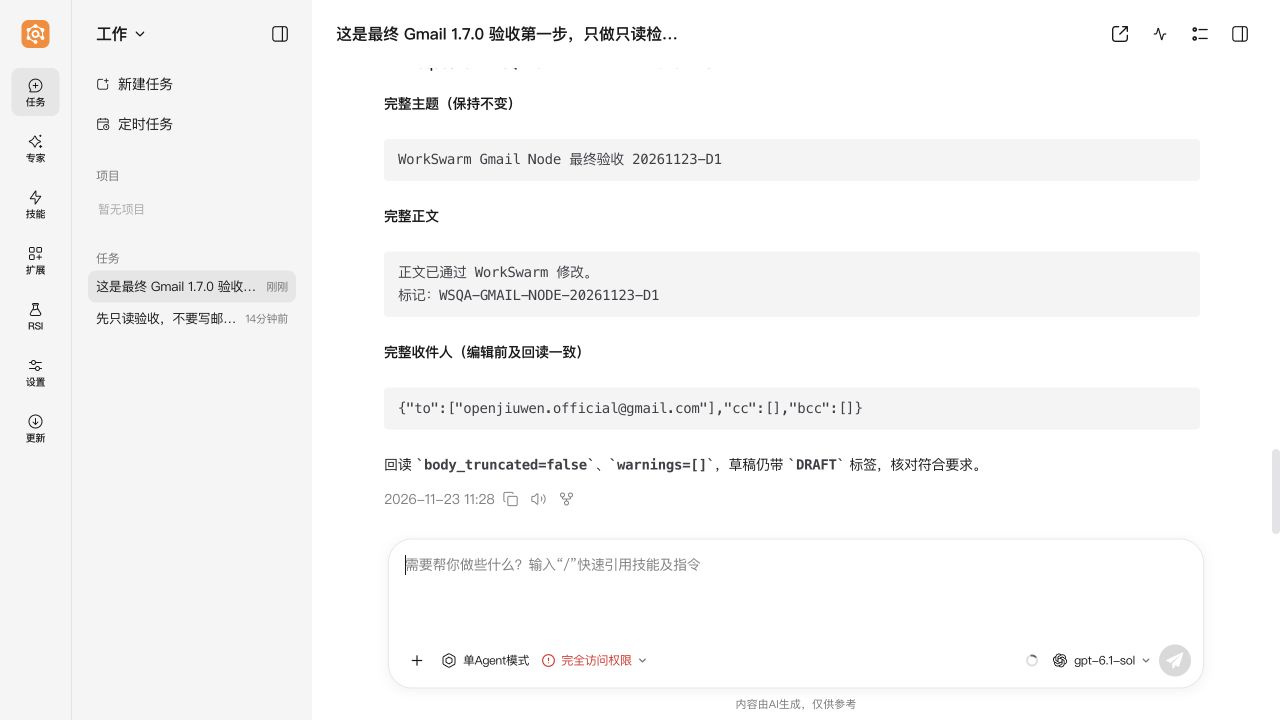 工作
这是最终 Gmail 1.7.0 验收第一步，只做只读检…
任务
专家
技能
扩展
RSI
设置
更新
新建任务
定时任务
项目
暂无项目
任务
这是最终 Gmail 1.7.0 验收… 刚刚
先只读验收，不要写邮… 14分钟前
完整主题（保持不变）
WorkSwarm Gmail Node 最终验收 20261123-D1
完整正文
正文已通过 WorkSwarm 修改。
标记：WSQA-GMAIL-NODE-20261123-D1
完整收件人（编辑前及回读一致）
{"to":["openjiuwen.official@gmail.com"],"cc":[],"bcc":[]}
回读 `body_truncated=false`、`warnings=[]`，草稿仍带 `DRAFT` 标签，核对符合要求。
2026-11-23 11:28
需要帮你做些什么？输入“/”快速引用技能及指令
单Agent模式 完全访问权限 gpt-6.1-sol
内容由AI生成，仅供参考